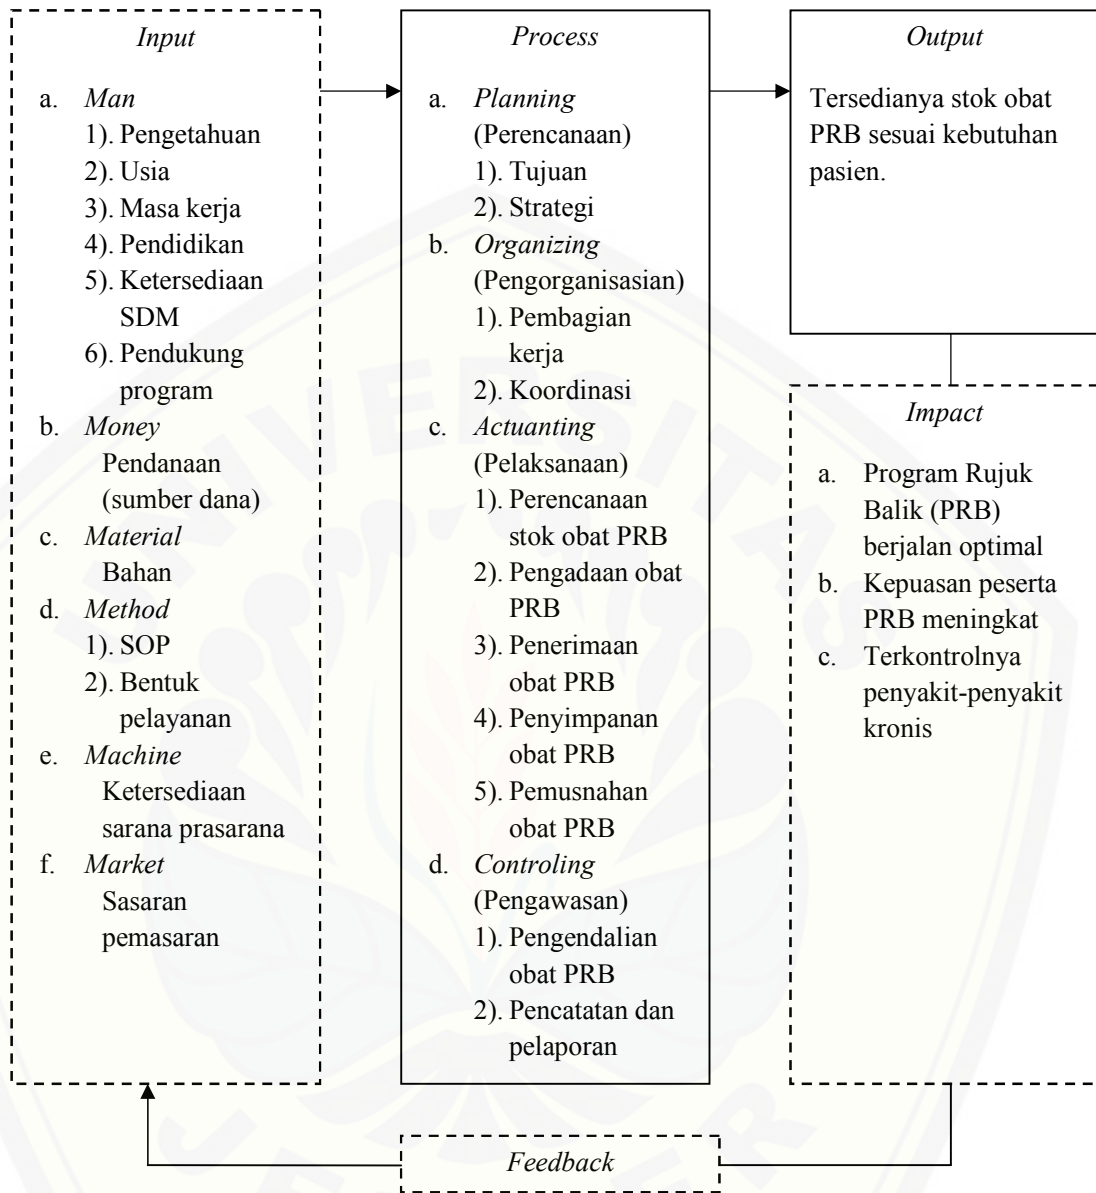 Input
a. Man
1). Pengetahuan
2). Usia
3). Masa kerja
4). Pendidikan
5). Ketersediaan
SDM
6). Pendukung
program
b. Money
Pendanaan
(sumber dana)
c. Material
Bahan
d. Method
1). SOP
2). Bentuk
pelayanan
e. Machine
Ketersediaan
sarana prasarana
f. Market
Sasaran
pemasaran
Process
a. Planning
(Perencanaan)
1). Tujuan
2). Strategi
b. Organizing
(Pengorganisasian)
1). Pembagian
kerja
2). Koordinasi
c. Actuanting
(Pelaksanaan)
1). Perencanaan
stok obat PRB
2). Pengadaan obat
PRB
3). Penerimaan
obat PRB
4). Penyimpanan
obat PRB
5). Pemusnahan
obat PRB
d. Controling
(Pengawasan)
1). Pengendalian
obat PRB
2). Pencatatan dan
pelaporan
Output
Tersedianya stok obat
PRB sesuai kebutuhan
pasien.
Impact
a. Program Rujuk
Balik (PRB)
berjalan optimal
b. Kepuasan peserta
PRB meningkat
c. Terkontrolnya
penyakit-penyakit
kronis
Feedback
UNIVERSITAS